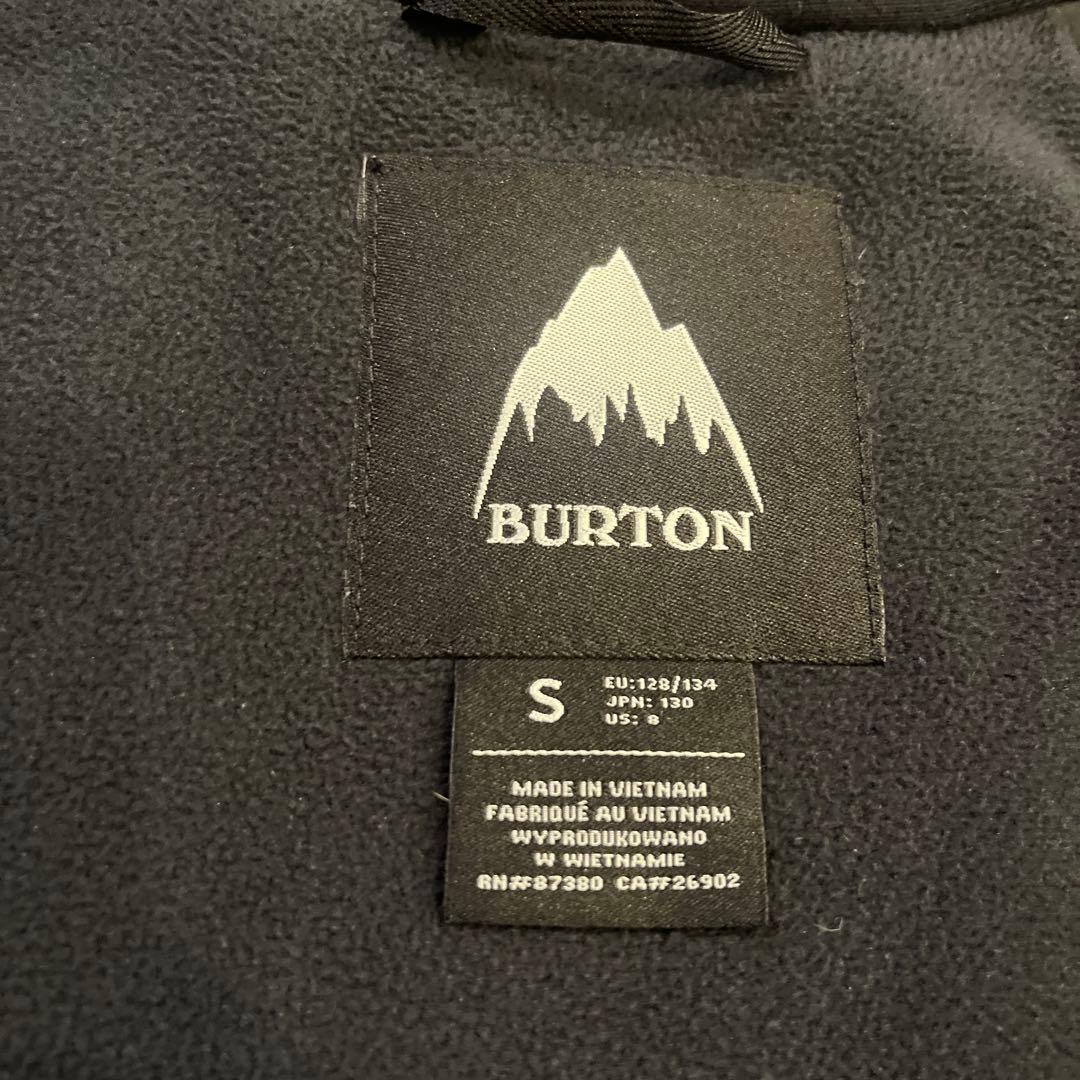 BURTON
S
EU:128/134
JPN: 130
US: 8
MADE IN VIETNAM
FABRIQUÉ AU VIETNAM
WYPRODUKOWANO
W WIETNAMIE
RN#87380 CA#26902